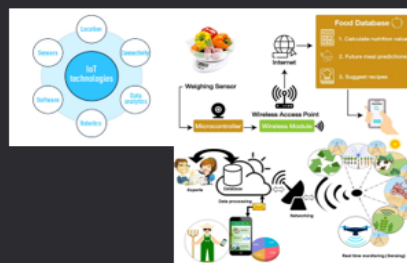 Location
Sensors
Connectivity
IoT
technologies
Software
Data
analytics
Robotics
Food Database
1. Calculate nutrition value
2. Future meal predictions
3. Suggest recipes
Internet
Weighing Sensor
Wireless Access Point
Microcontroller
Wireless Module
Experts
Database
Data processing
Networking
Real time monitoring (Sensing)